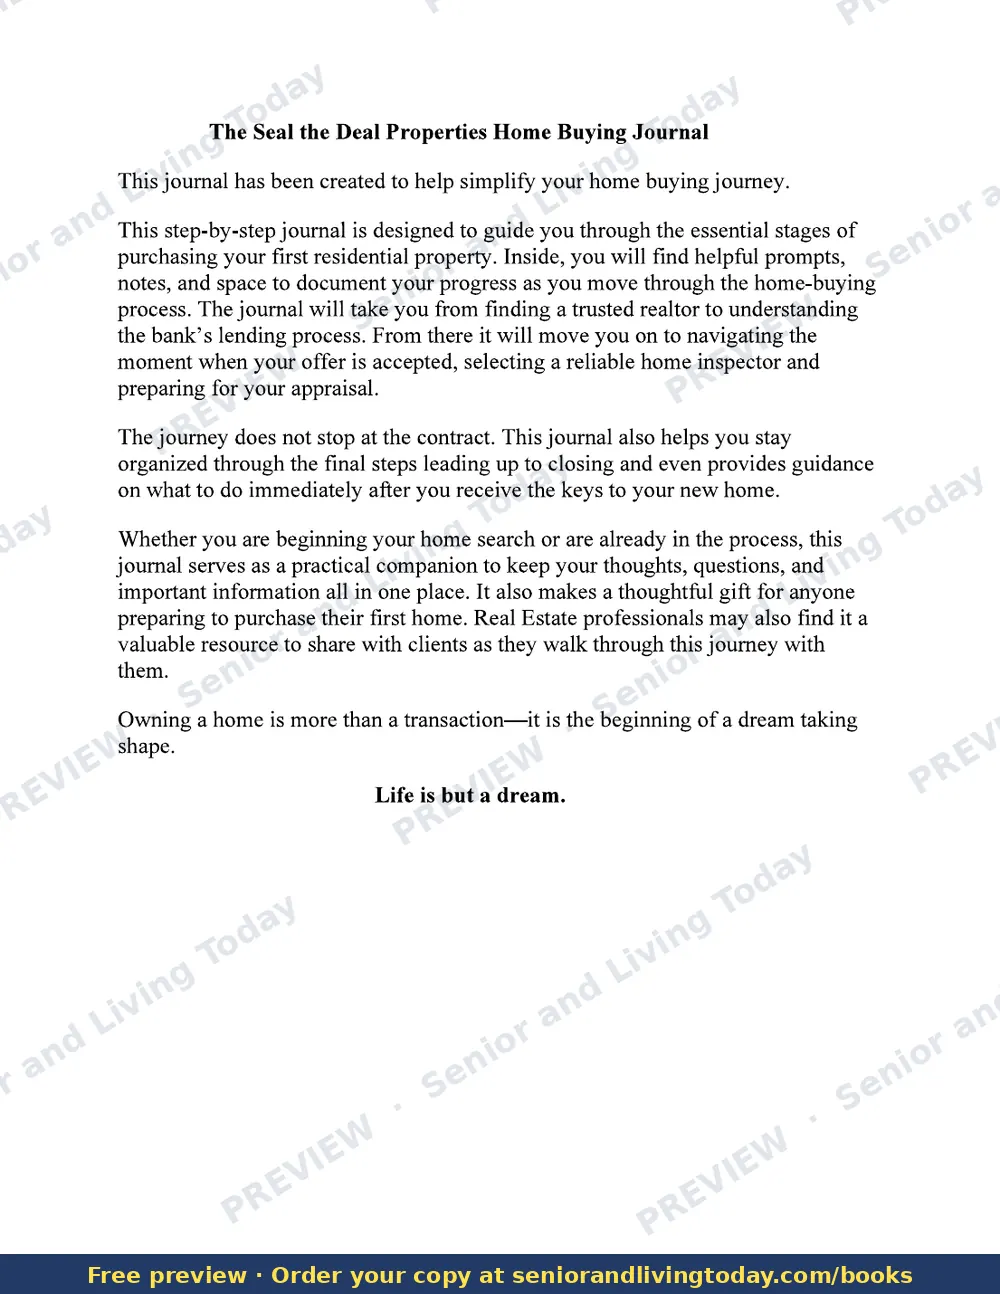 The Seal the Deal Properties Home Buying Journal
This journal has been created to help simplify your home buying journey.
This step-by-step journal is designed to guide you through the essential stages of
purchasing your first residential property. Inside, you will find helpful prompts,
notes, and space to document your progress as you move through the home-buying
process. The journal will take you from finding a trusted realtor to understanding
the bank’s lending process. From there it will move you on to navigating the
moment when your offer is accepted, selecting a reliable home inspector and
preparing for your appraisal.
The journey does not stop at the contract. This journal also helps you stay
organized through the final steps leading up to closing and even provides guidance
on what to do immediately after you receive the keys to your new home.
Whether you are beginning your home search or are already in the process, this
journal serves as a practical companion to keep your thoughts, questions, and
important information all in one place. It also makes a thoughtful gift for anyone
preparing to purchase their first home. Real Estate professionals may also find it a
valuable resource to share with clients as they walk through this journey with
them.
Owning a home is more than a transaction—it is the beginning of a dream taking
shape.
Life is but a dream.
PREVIEW · Senior and Living Today
Free preview · Order your copy at seniorandlivingtoday.com/books